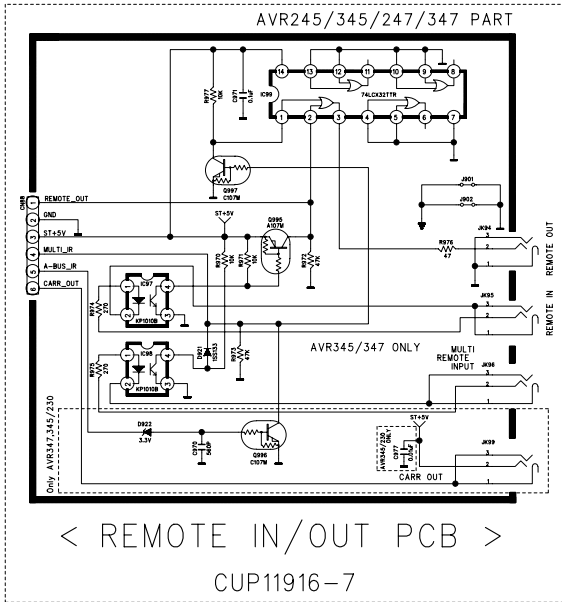 AVR245/345/247/347 PART
14 13 12 11 10 9 8
IC99
74LCX32TTR
1 2 3 4 5 6 7
R977
10K
C971
0.1uF
Q997
C107M
CN98
1 REMOTE_OUT
2 GND
3 ST+5V
4 MULTI_IR
5 A-BUS_IR
6 CARR_OUT
ST+5V
Q995
A107M
R970
10K
R971
10K
R972
47K
J901
J902
R976
47
JK94
3
2
1
REMOTE OUT
IC97
1 4
2 3
KP1010B
R974
270
JK95
3
2
1
REMOTE IN
AVR345/347 ONLY
IC98
1 4
2 3
KP1010B
R975
270
D921
1SS133
R973
47K
MULTI
REMOTE
INPUT
JK96
3
2
1
Only AVR347,345/230
D922
3.3V
C970
560P
Q996
C107M
ST+5V
AVR345/230
ONLY
C977
CARR OUT
JK99
3
2
1
< REMOTE IN/OUT PCB >
CUP11916-7